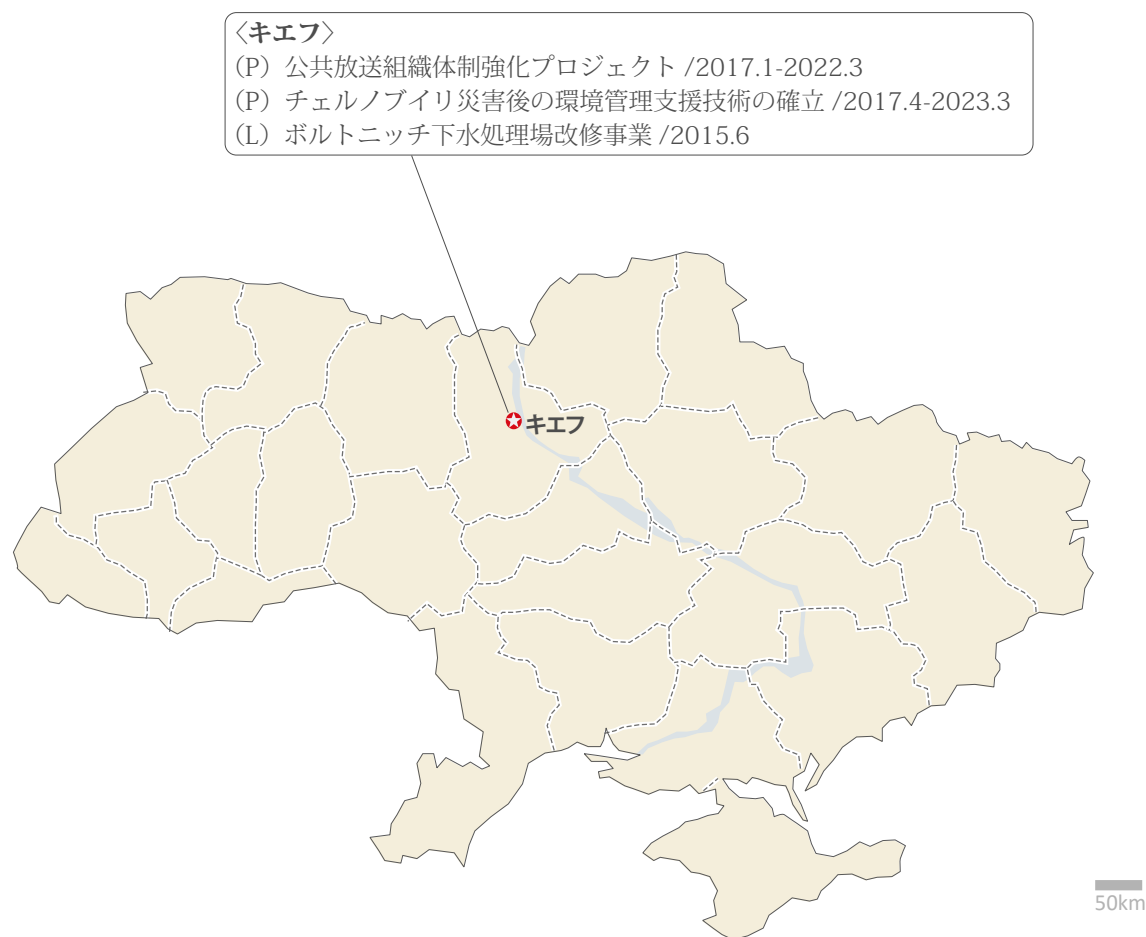 〈キエフ〉
（P）公共放送組織体制強化プロジェクト /2017.1-2022.3
（P）チェルノブイリ災害後の環境管理支援技術の確立 /2017.4-2023.3
（L）ボルトニッチ下水処理場改修事業 /2015.6
キエフ
50km